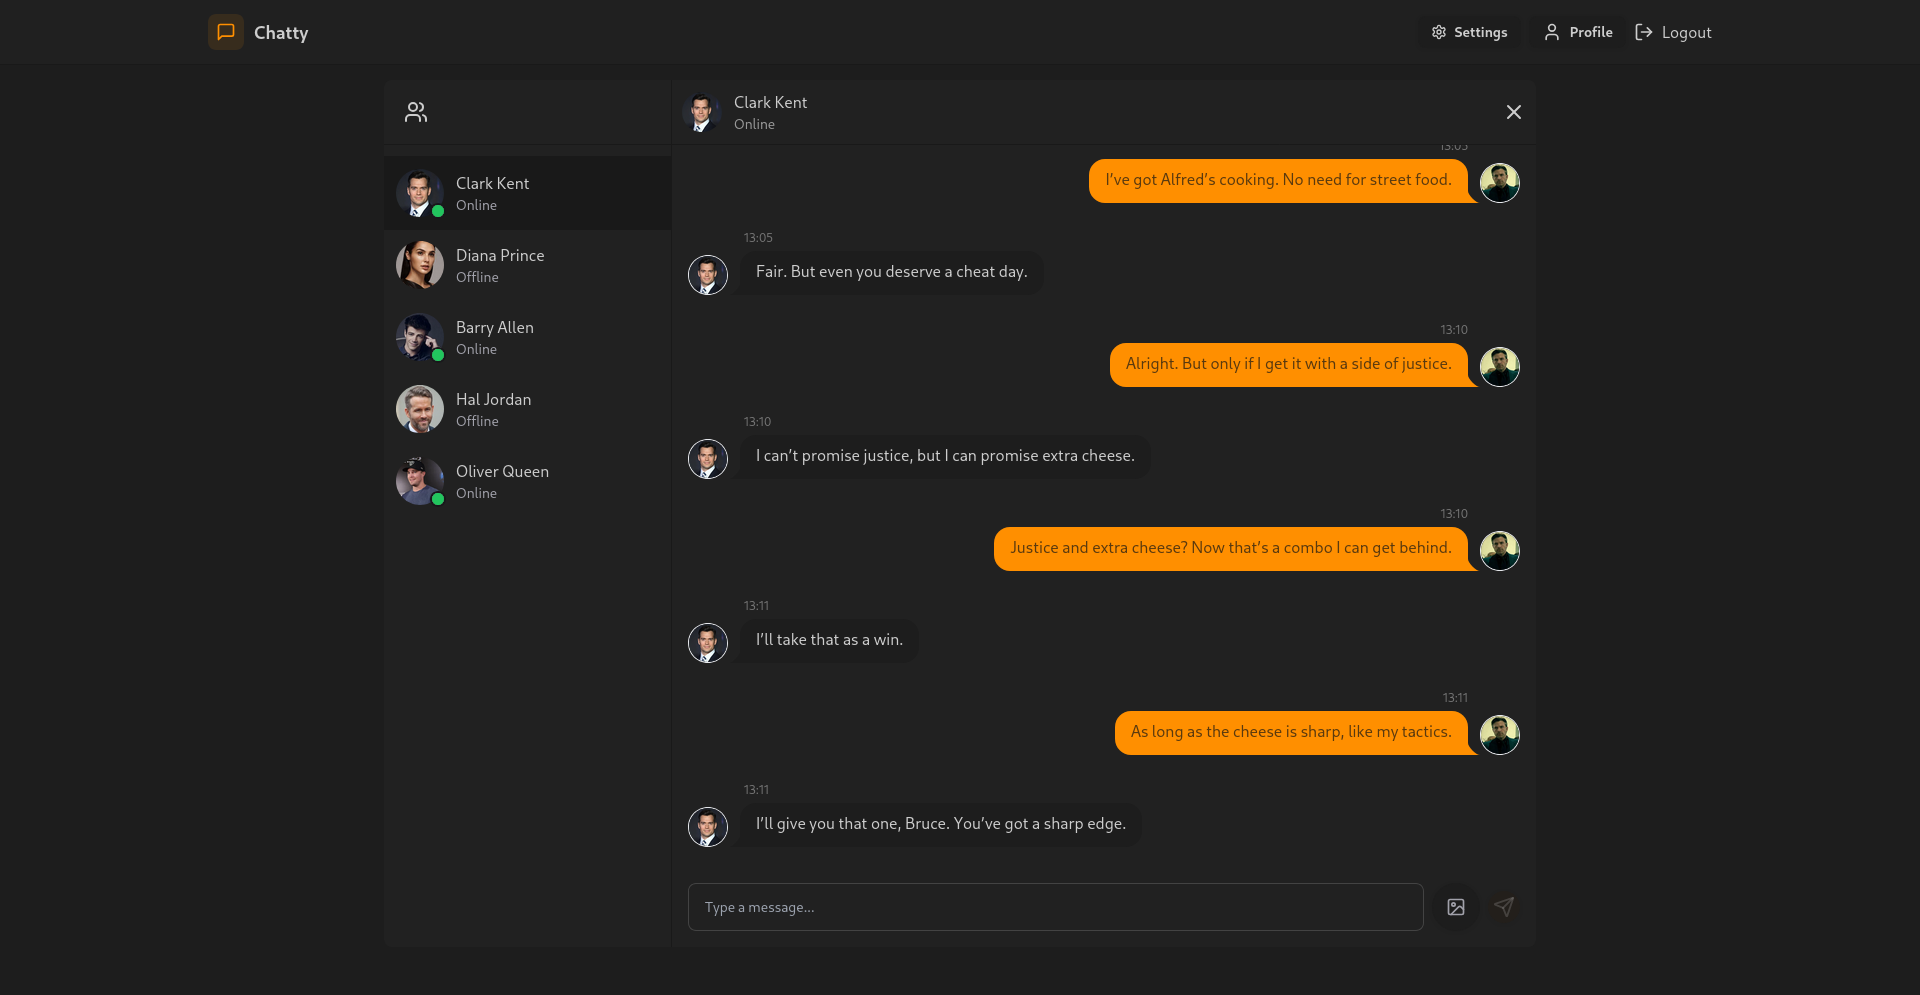 Chatty
Settings
Profile
Logout
Clark Kent
Online
Diana Prince
Offline
Barry Allen
Online
Hal Jordan
Offline
Oliver Queen
Online
Clark Kent
Online
13:05
I’ve got Alfred’s cooking. No need for street food.
13:05
Fair. But even you deserve a cheat day.
13:10
Alright. But only if I get it with a side of justice.
13:10
I can’t promise justice, but I can promise extra cheese.
13:10
Justice and extra cheese? Now that’s a combo I can get behind.
13:11
I’ll take that as a win.
13:11
As long as the cheese is sharp, like my tactics.
13:11
I’ll give you that one, Bruce. You’ve got a sharp edge.
Type a message...